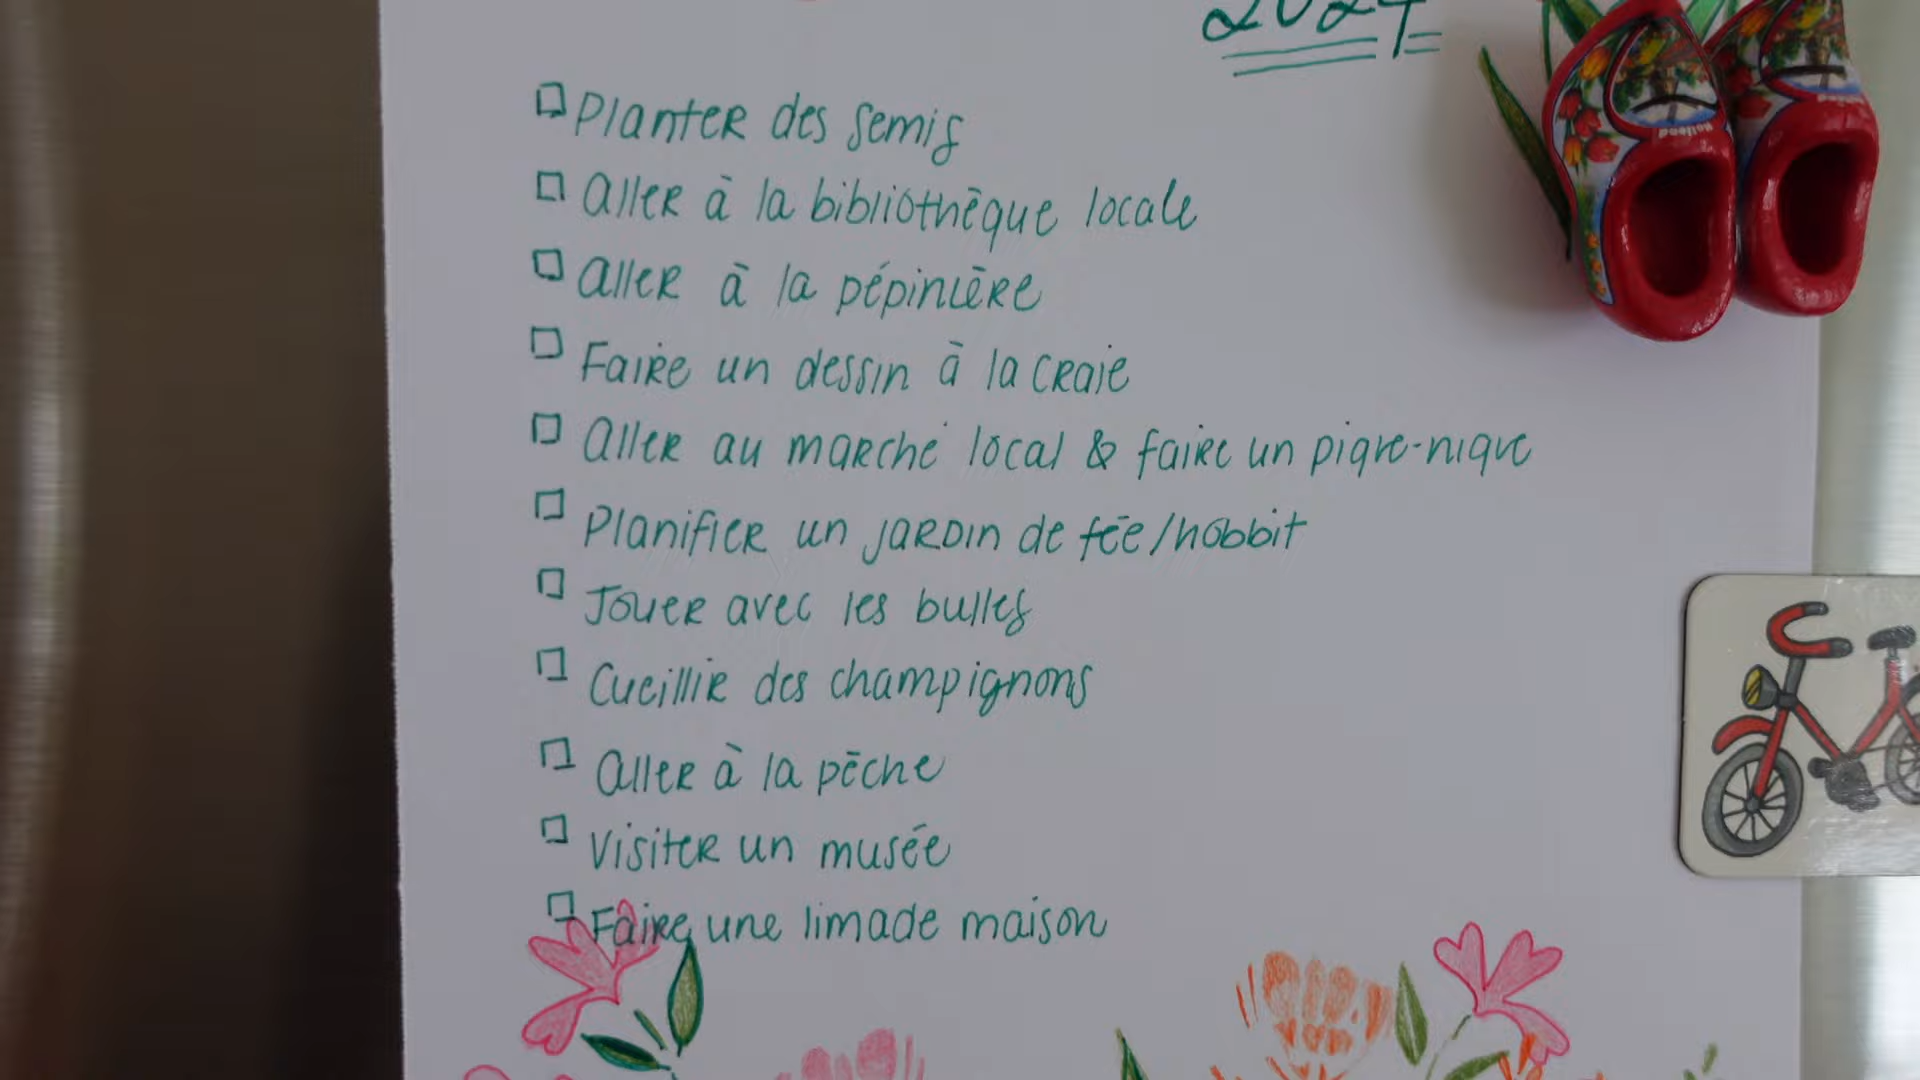 2024
Planter des semis
Aller à la bibliothèque locale
Aller à la pépinière
Faire un dessin à la craie
Aller au marché local & faire un pique-nique
Planifier un jardin de fée/hobbit
Jouer avec les bulles
Cueillir des champignons
Aller à la pêche
Visiter un musée
Faire une limade maison
Holland